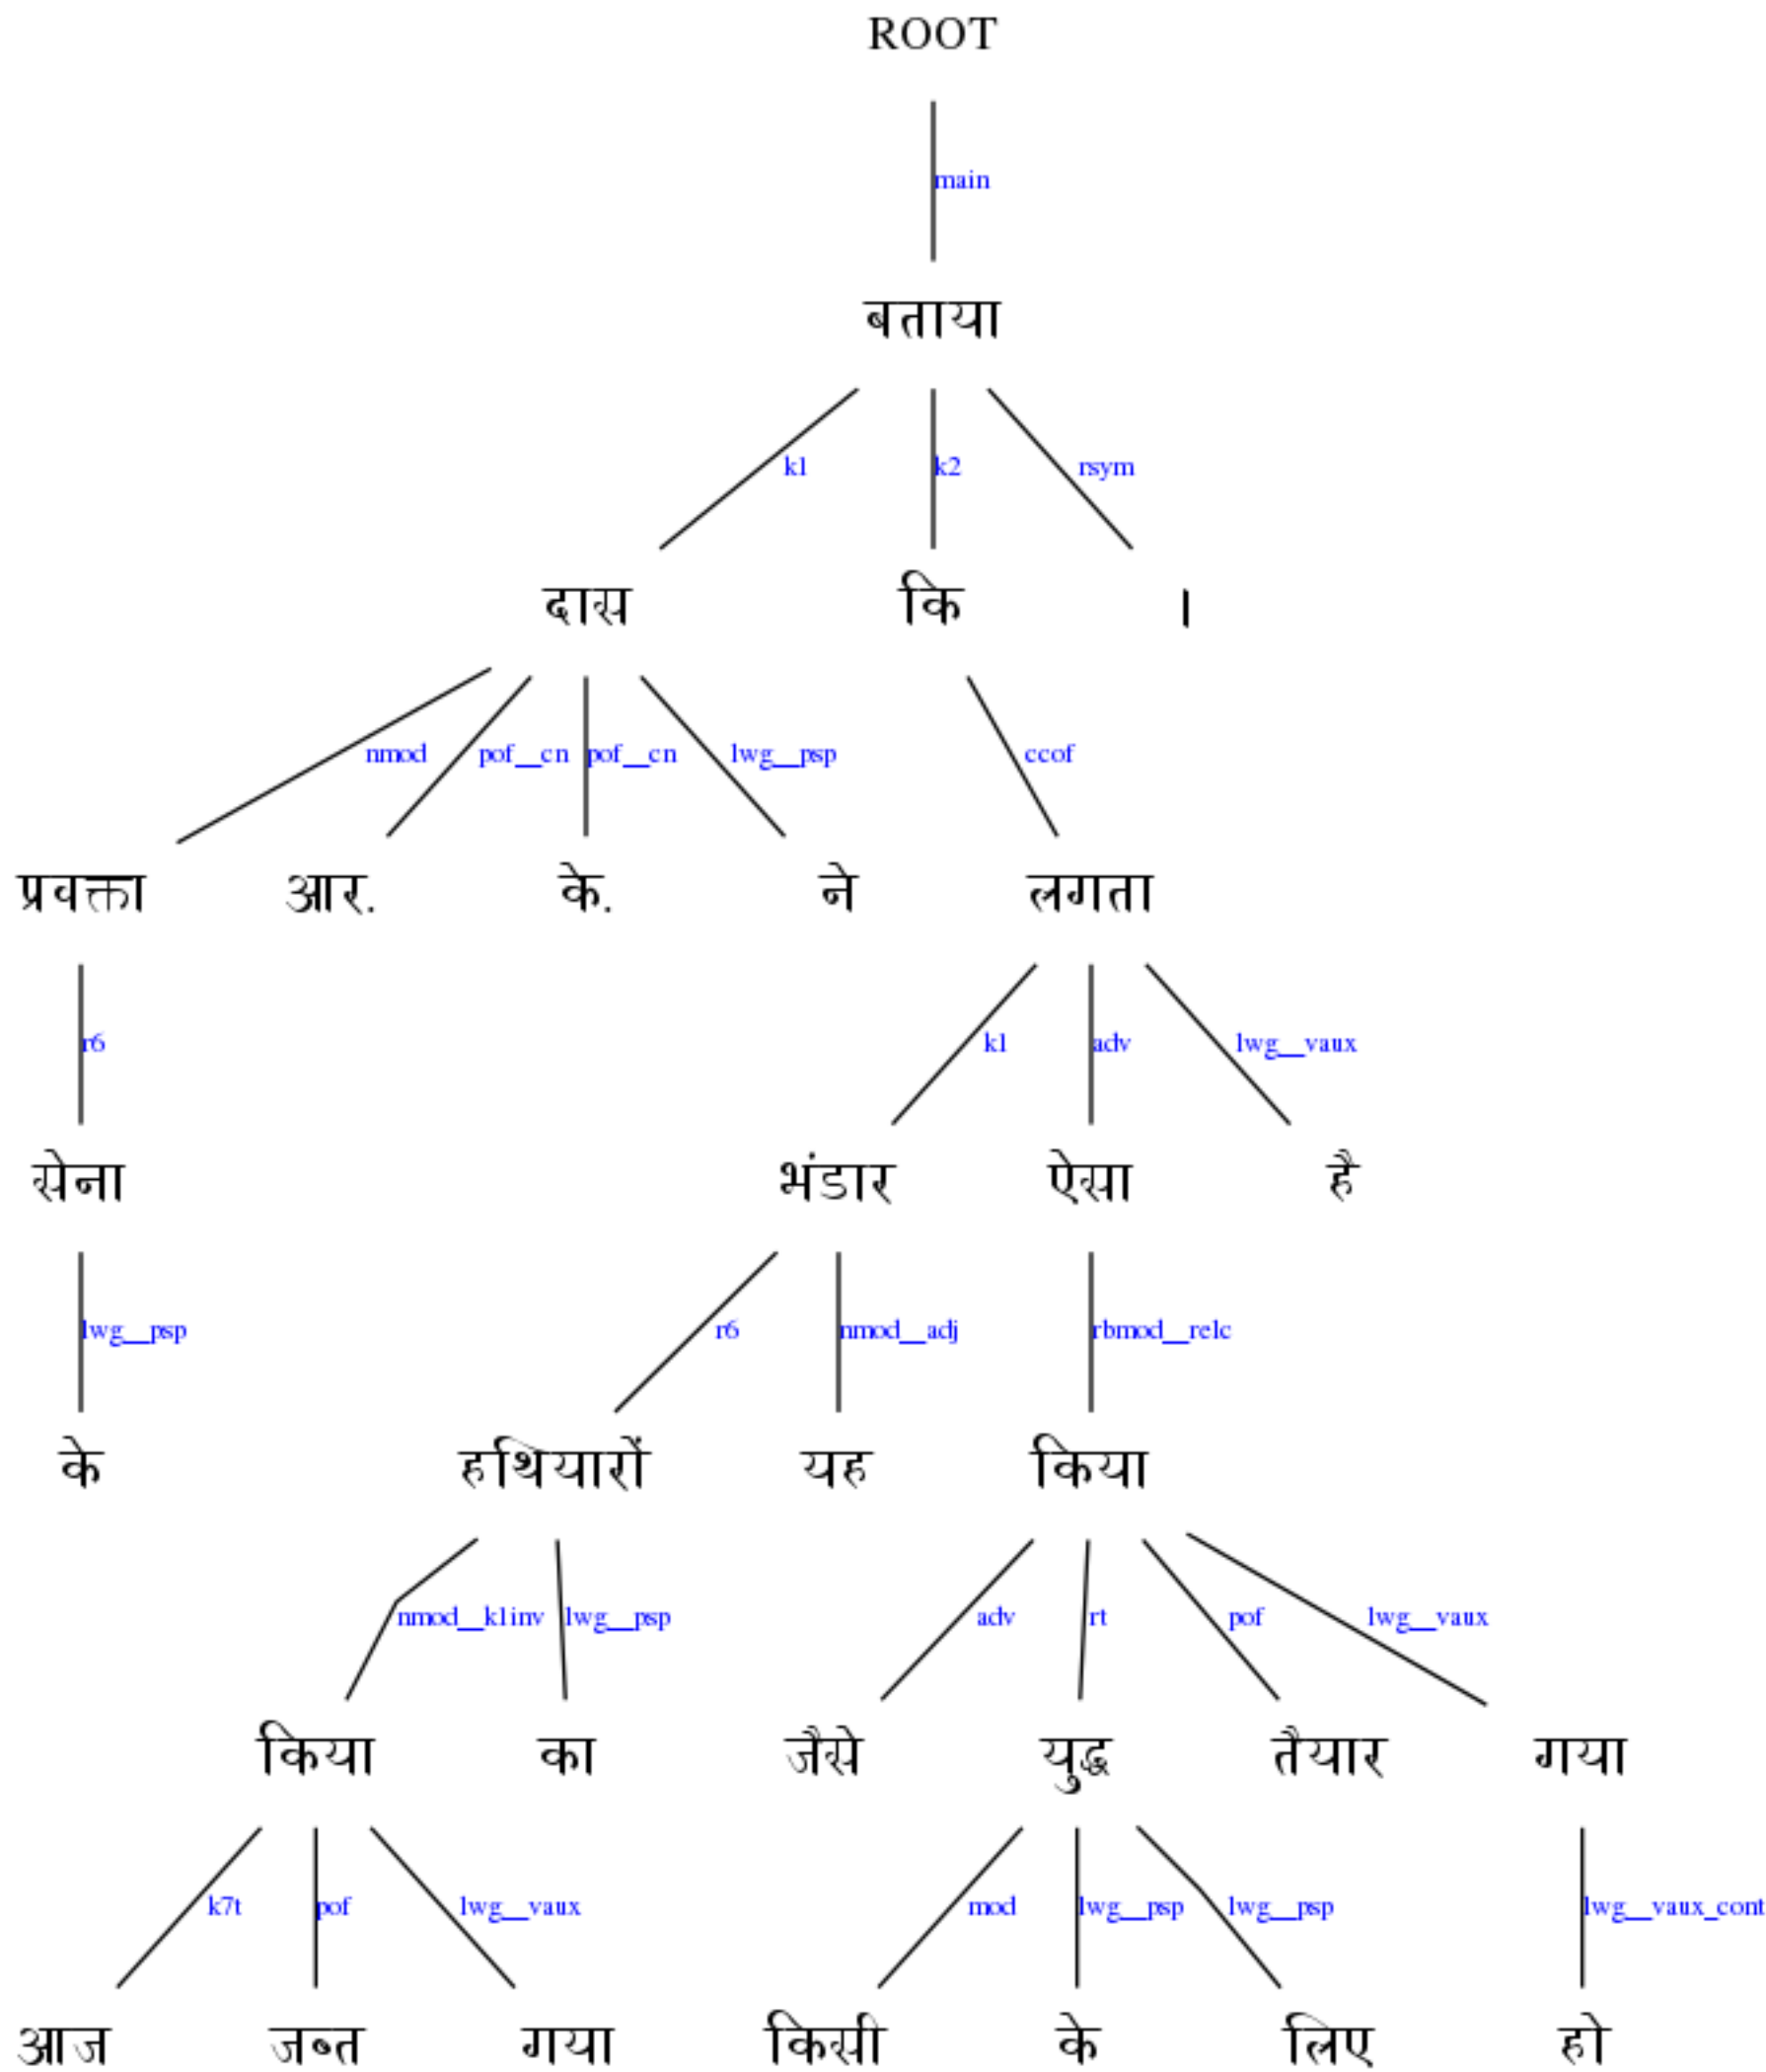 ROOT
main
बताया
k1 k2 rsym
दास कि ।
nmod pof__cn pof__cn lwg__psp ccof
प्रवक्ता आर. के. ने लगता
r6 k1 adv lwg__vaux
सेना भंडार ऐसा है
lwg__psp r6 nmod__adj rbmod__relc
के हथियारों यह किया
nmod__k1inv lwg__psp adv rt pof lwg__vaux
किया का जैसे युद्ध तैयार गया
k7t pof lwg__vaux mod lwg__psp lwg__psp lwg__vaux_cont
आज जब्त गया किसी के लिए हो